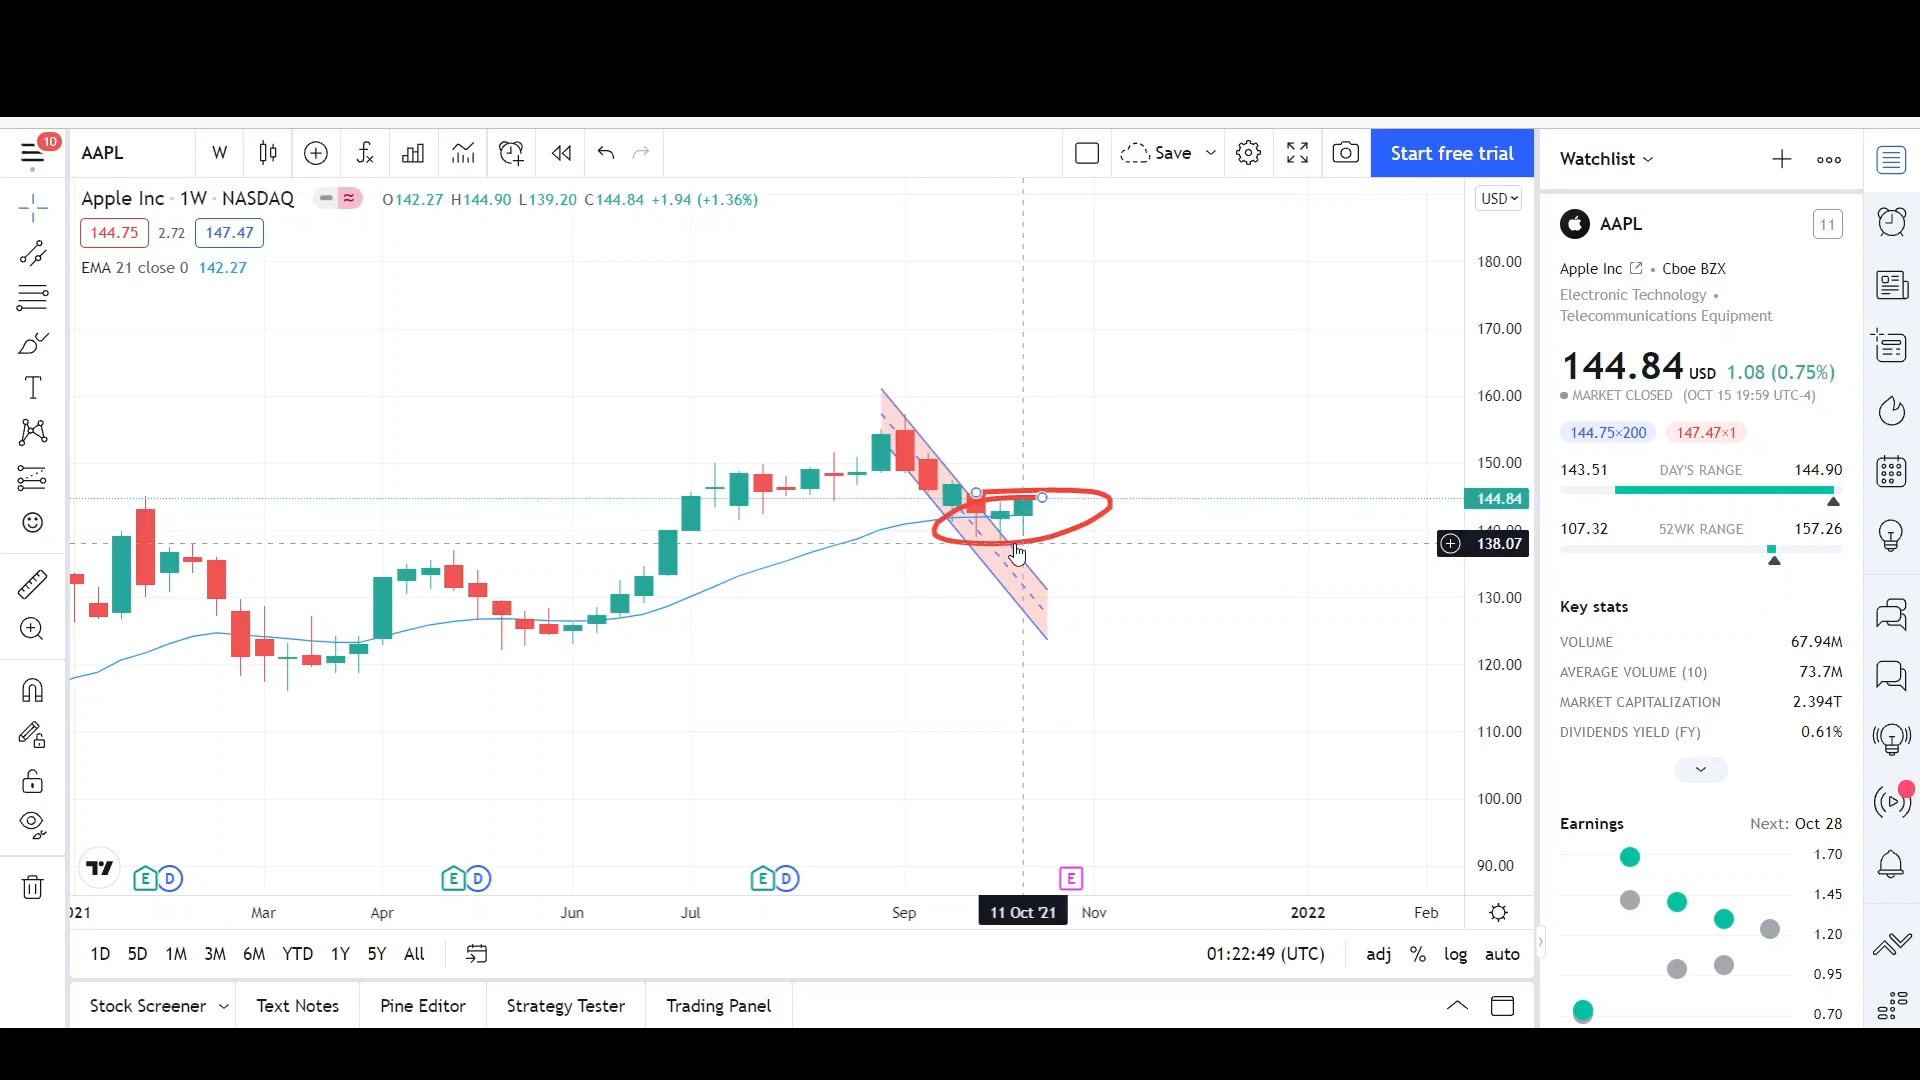 10
AAPL
W
Save
Start free trial
Watchlist
Apple Inc · 1W · NASDAQ
O142.27 H144.90 L139.20 C144.84 +1.94 (+1.36%)
USD
144.75 2.72 147.47
EMA 21 close 0 142.27
180.00
170.00
160.00
150.00
144.84
140.00
138.07
130.00
120.00
110.00
100.00
90.00
E D
E D
E D
E
021
Mar
Apr
Jun
Jul
Sep
11 Oct '21
Nov
2022
Feb
1D 5D 1M 3M 6M YTD 1Y 5Y All
01:22:49 (UTC)
adj % log auto
Stock Screener
Text Notes
Pine Editor
Strategy Tester
Trading Panel
AAPL
11
Apple Inc • Cboe BZX
Electronic Technology •
Telecommunications Equipment
144.84 USD 1.08 (0.75%)
MARKET CLOSED (OCT 15 19:59 UTC-4)
144.75×200 147.47×1
143.51 DAY'S RANGE 144.90
107.32 52WK RANGE 157.26
Key stats
VOLUME 67.94M
AVERAGE VOLUME (10) 73.7M
MARKET CAPITALIZATION 2.394T
DIVIDENDS YIELD (FY) 0.61%
Earnings Next: Oct 28
1.70
1.45
1.20
0.95
0.70